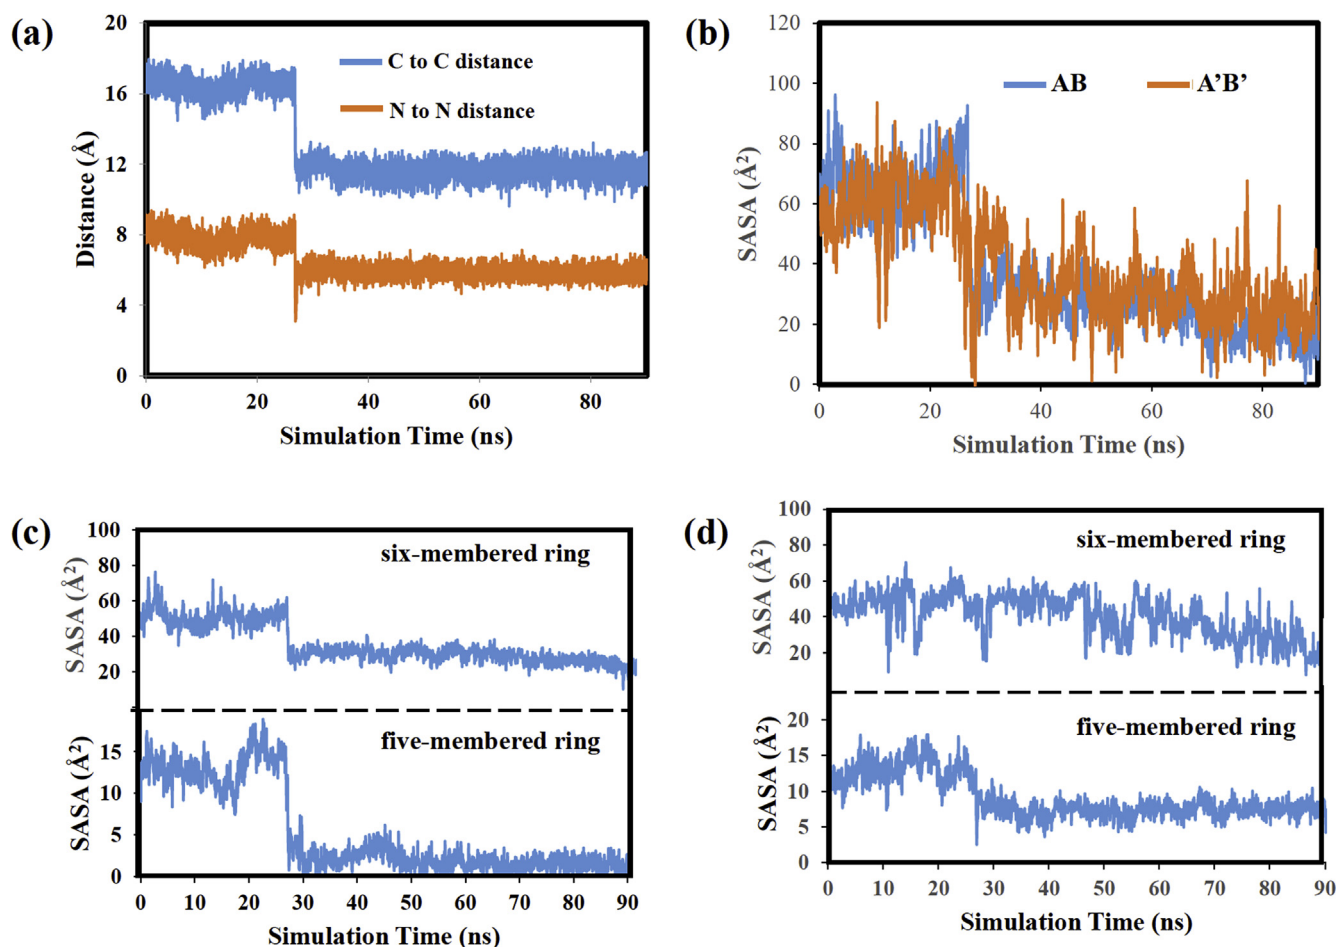 (a)
20
16
12
8
4
0
Distance (Å)
C to C distance
N to N distance
0 20 40 60 80
Simulation Time (ns)
(b)
120
100
80
60
40
20
0
SASA (Å²)
AB A’B’
0 20 40 60 80
Simulation Time (ns)
(c)
100
80
60
40
20
SASA (Å²)
six-membered ring
15
10
5
0
SASA (Å²)
five-membered ring
0 10 20 30 40 50 60 70 80 90
Simulation Time (ns)
(d)
100
80
60
40
20
SASA (Å²)
six-membered ring
20
15
10
5
0
SASA (Å²)
five-membered ring
0 10 20 30 40 50 60 70 80 90
Simulation Time (ns)